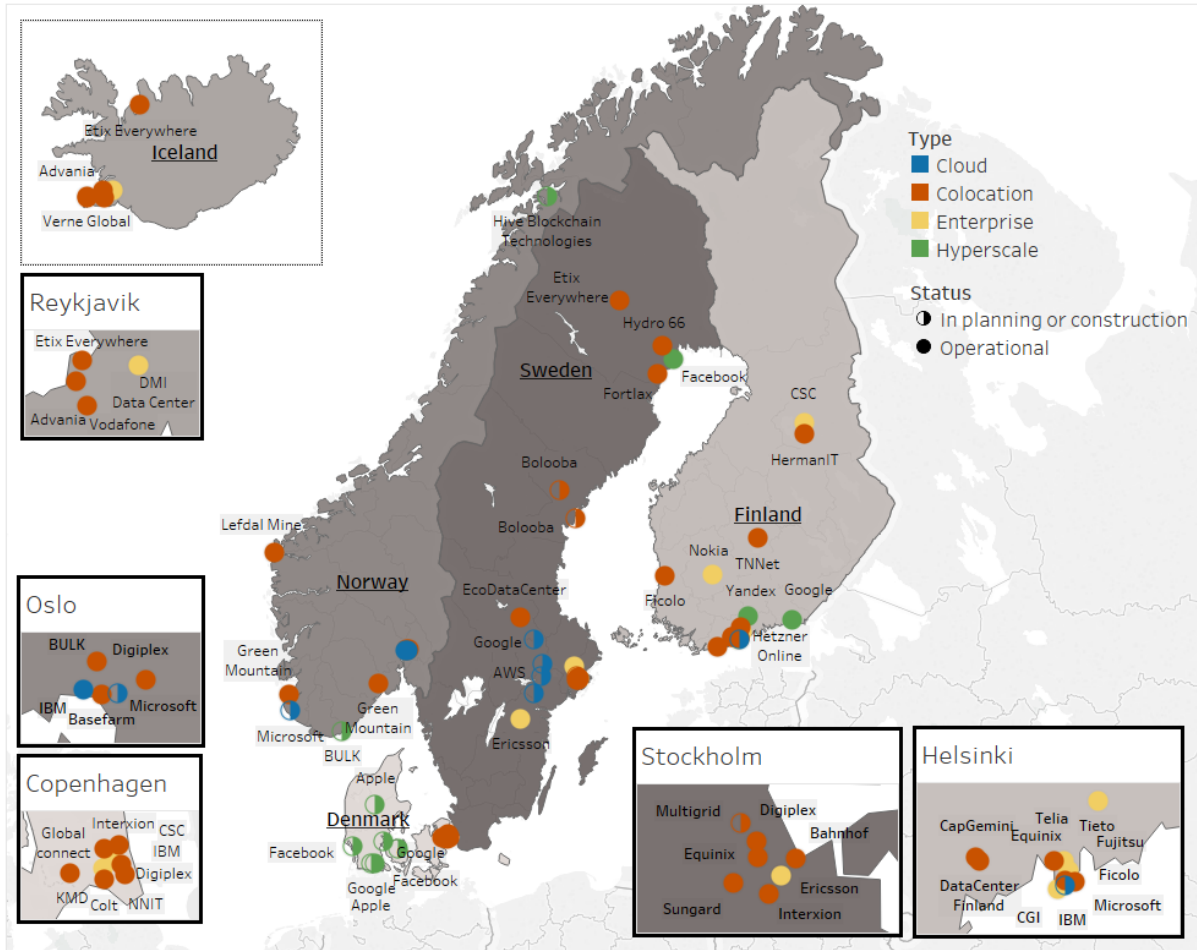 Etix Everywhere
Iceland
Advania
Verne Global
Reykjavik
Etix Everywhere
DMI
Data Center
Advania
Vodafone
Type
Cloud
Colocation
Enterprise
Hyperscale
Status
In planning or construction
Operational
Hive Blockchain
Technologies
Etix
Everywhere
Hydro 66
Sweden
Facebook
Fortlax
CSC
HermanIT
Bolooba
Bolooba
Finland
Lefdal Mine
Nokia
TNNet
Norway
EcoDataCenter
Ficolo
Yandex
Google
Google
Hetzner
Online
AWS
Green
Mountain
Green
Mountain
Microsoft
Ericsson
BULK
Apple
Denmark
Facebook
Google
Google
Apple
Facebook
Oslo
BULK
Digiplex
IBM
Basefarm
Microsoft
Copenhagen
Global
connect
Interxion
CSC
IBM
Digiplex
KMD
Colt
NNIT
Stockholm
Multigrid
Digiplex
Bahnhof
Equinix
Ericsson
Sungard
Interxion
Helsinki
CapGemini
Telia
Equinix
Tieto
Fujitsu
DataCenter
Finland
Ficolo
CGI
IBM
Microsoft